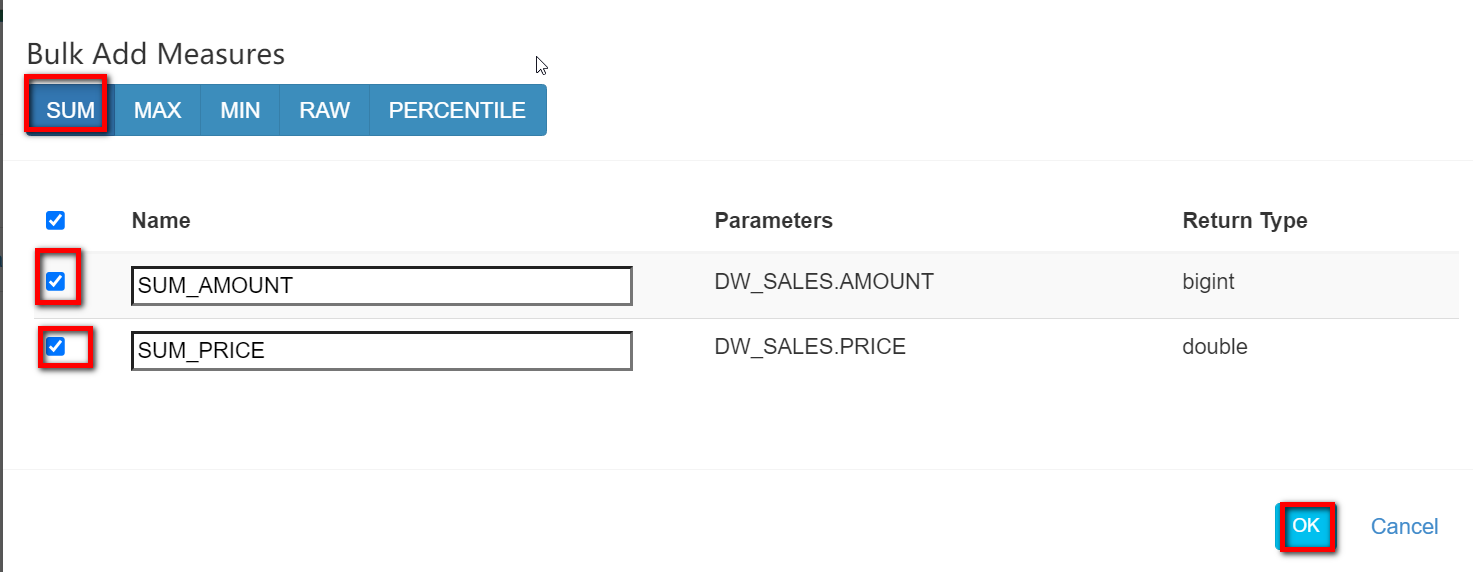 Bulk Add Measures
SUM MAX MIN RAW PERCENTILE
Name Parameters Return Type
SUM_AMOUNT DW_SALES.AMOUNT bigint
SUM_PRICE DW_SALES.PRICE double
OK Cancel